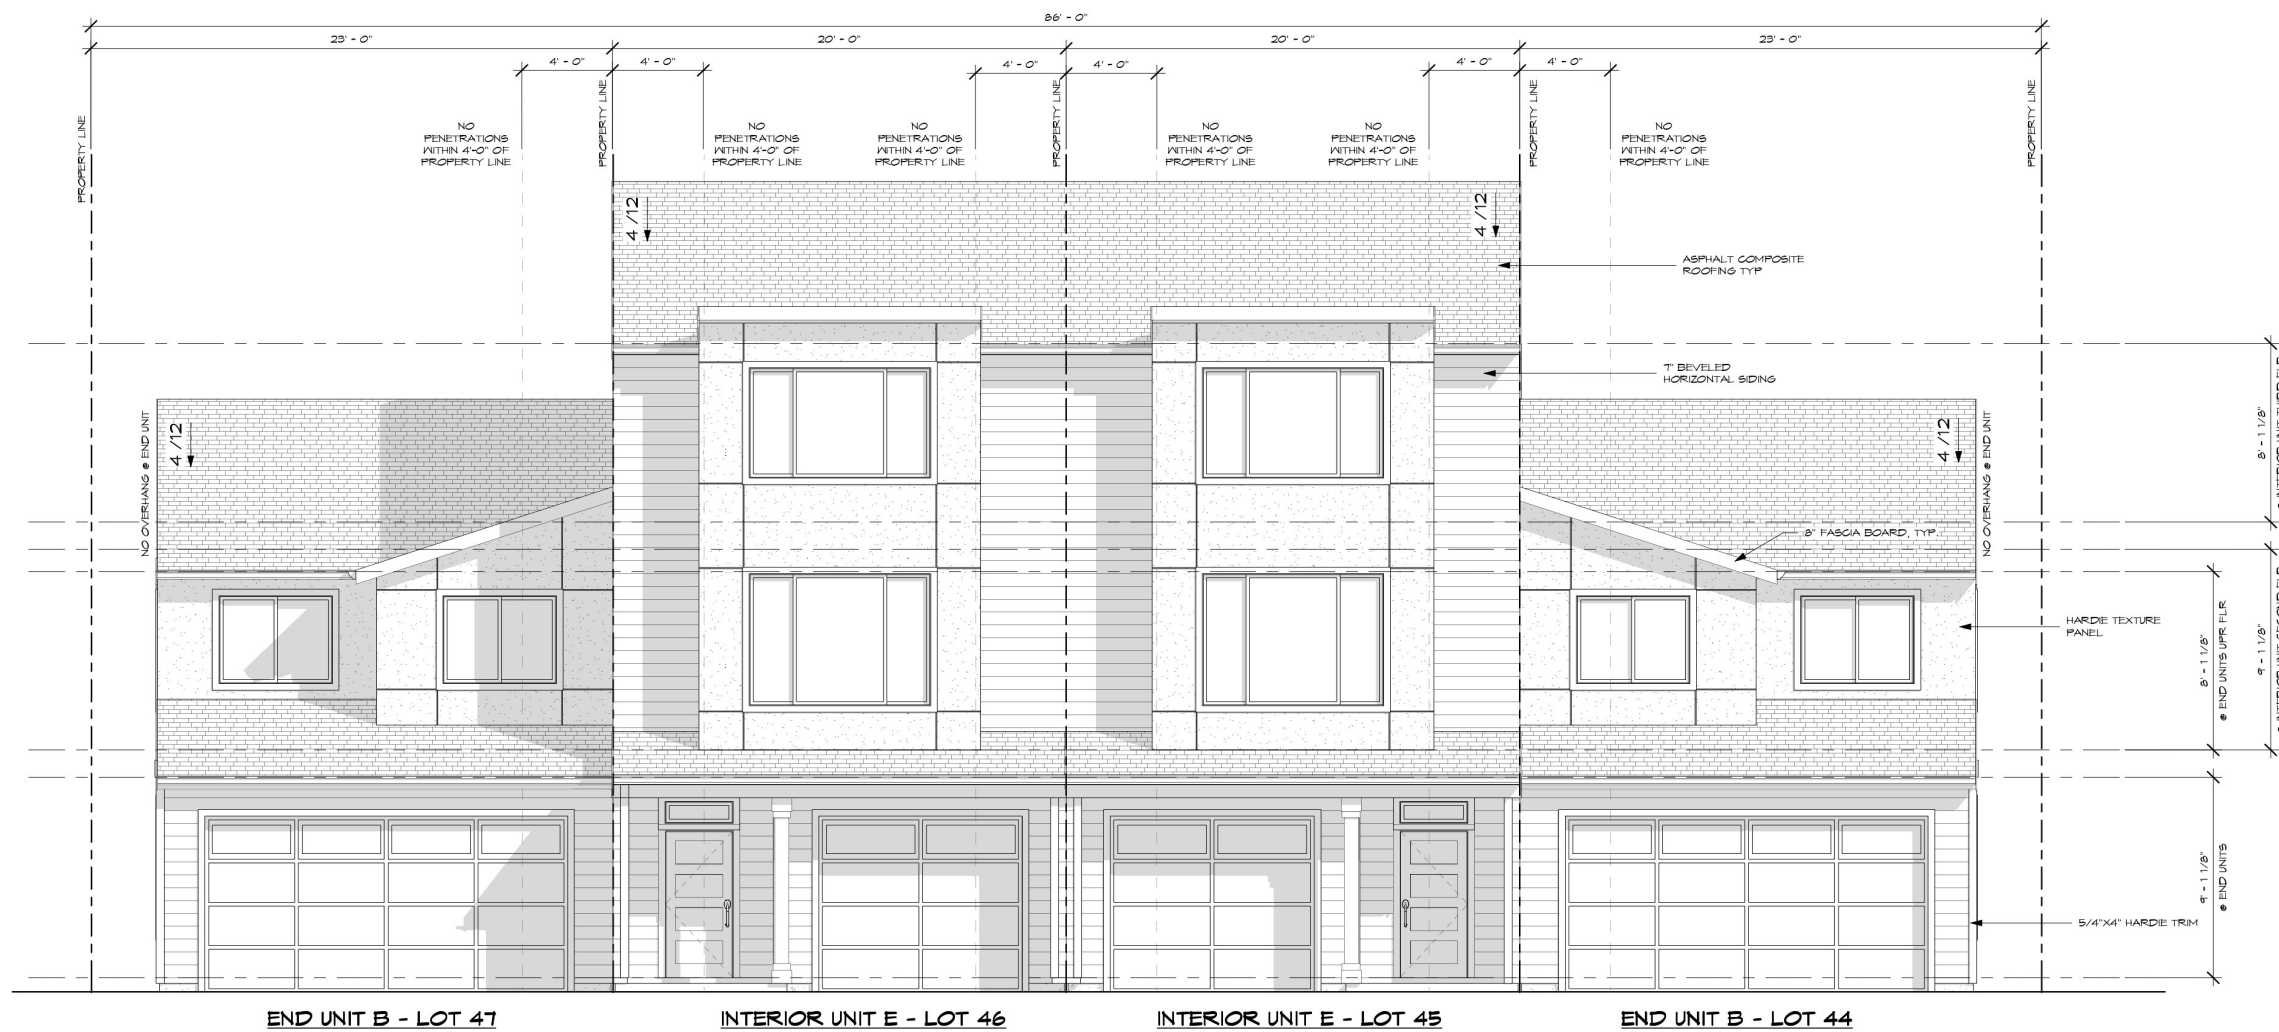 86' - 0"
23' - 0"
20' - 0"
20' - 0"
23' - 0"
4' - 0"
4' - 0"
4' - 0"
4' - 0"
4' - 0"
4' - 0"
PROPERTY LINE
PROPERTY LINE
PROPERTY LINE
PROPERTY LINE
PROPERTY LINE
NO
PENETRATIONS
WITHIN 4'-0" OF
PROPERTY LINE
NO
PENETRATIONS
WITHIN 4'-0" OF
PROPERTY LINE
NO
PENETRATIONS
WITHIN 4'-0" OF
PROPERTY LINE
NO
PENETRATIONS
WITHIN 4'-0" OF
PROPERTY LINE
NO
PENETRATIONS
WITHIN 4'-0" OF
PROPERTY LINE
NO
PENETRATIONS
WITHIN 4'-0" OF
PROPERTY LINE
4 /12
4 /12
ASPHALT COMPOSITE
ROOFING TYP
7" BEVELED
HORIZONTAL SIDING
NO OVERHANG @ END UNIT
4 /12
4 /12
NO OVERHANG @ END UNIT
8' - 1 1/8"
8" FASCIA BOARD, TYP.
HARDIE TEXTURE
PANEL
8' - 1 1/8"
@ END UNITS UPR FLR
9' - 1 1/8"
9' - 1 1/8"
@ END UNITS
5/4"X4" HARDIE TRIM
END UNIT B - LOT 47
INTERIOR UNIT E - LOT 46
INTERIOR UNIT E - LOT 45
END UNIT B - LOT 44